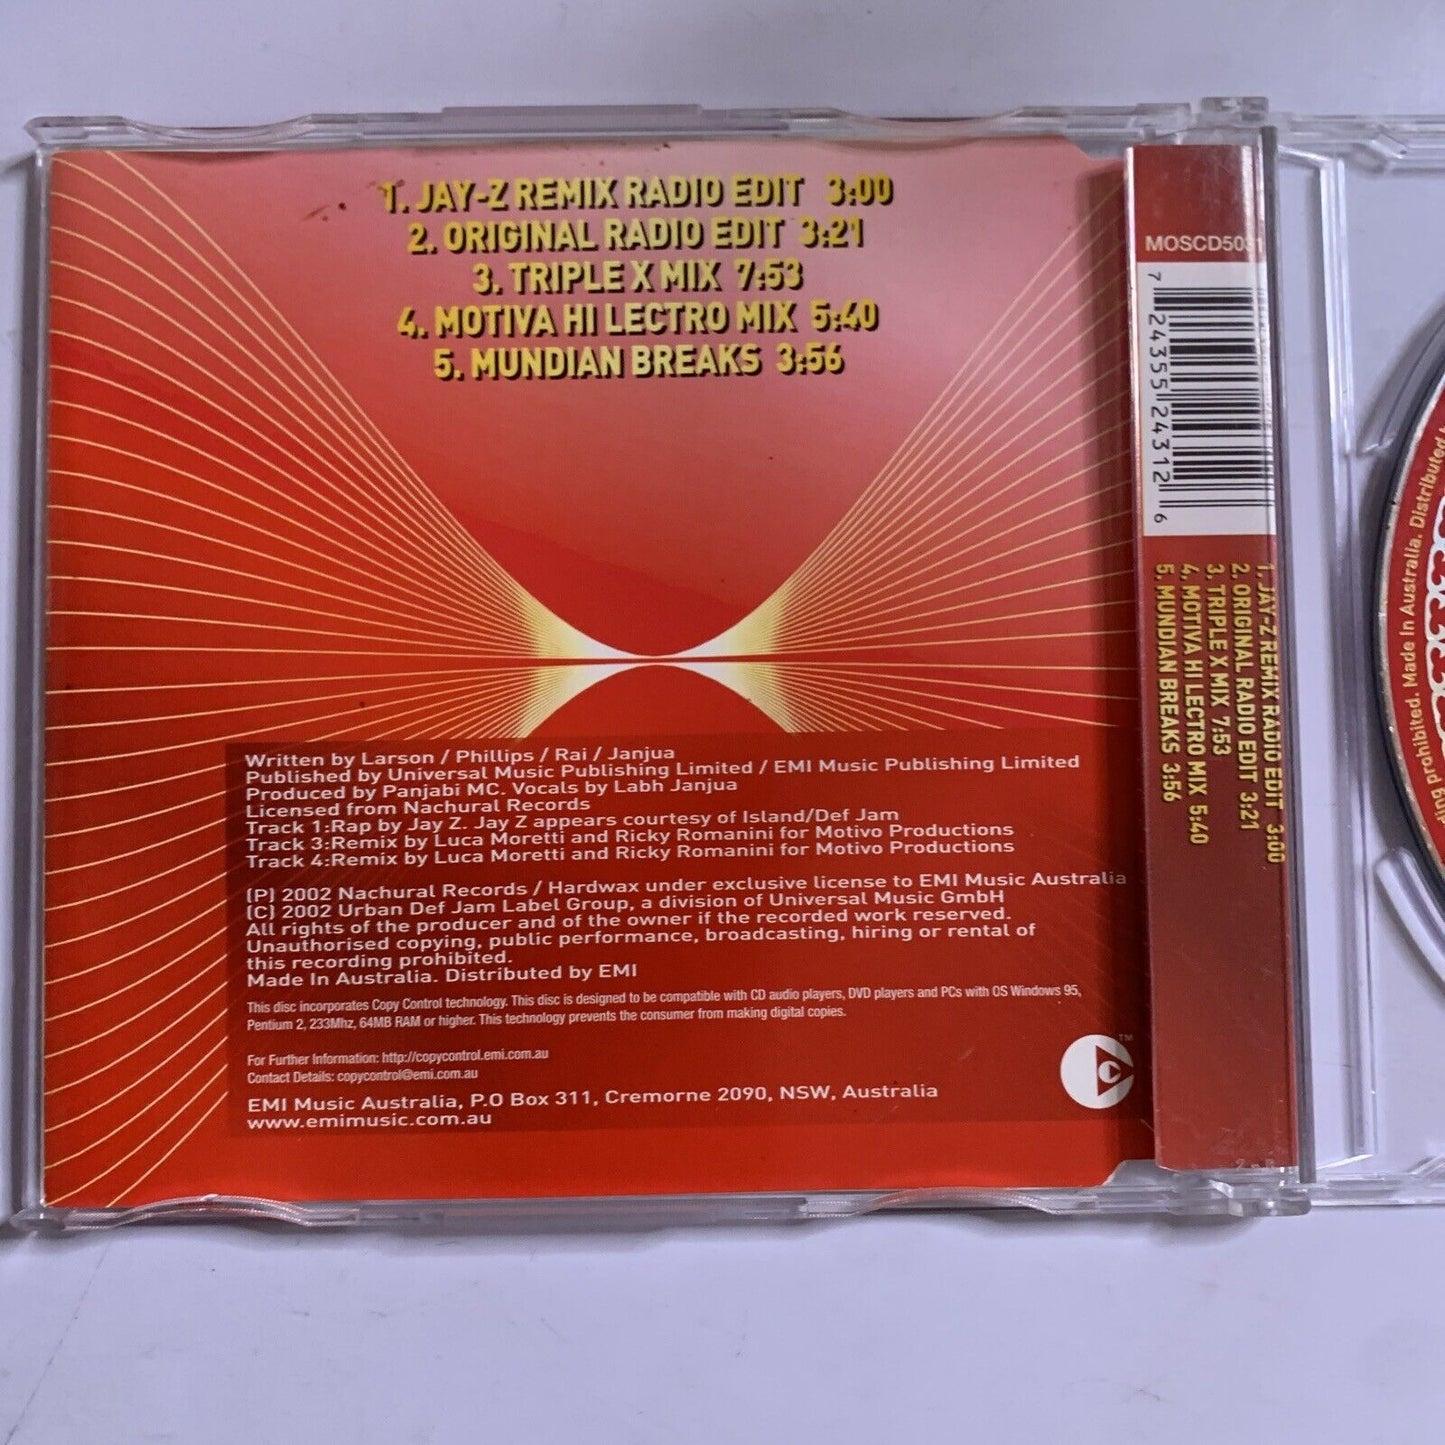 1. JAY-Z REMIX RADIO EDIT 3:00
2. ORIGINAL RADIO EDIT 3:21
3. TRIPLE X MIX 7:53
4. MOTIVA HI LECTRO MIX 5:40
5. MUNDIAN BREAKS 3:56
Written by Larson / Phillips / Rai / Janjua
Published by Universal Music Publishing Limited / EMI Music Publishing Limited
Produced by Panjabi MC. Vocals by Labh Janjua
Licensed from Nachural Records
Track 1:Rap by Jay Z. Jay Z appears courtesy of Island/Def Jam
Track 3:Remix by Luca Moretti and Ricky Romanini for Motivo Productions
Track 4:Remix by Luca Moretti and Ricky Romanini for Motivo Productions
(P) 2002 Nachural Records / Hardwax under exclusive license to EMI Music Australia
(C) 2002 Urban Def Jam Label Group, a division of Universal Music GmbH
All rights of the producer and of the owner if the recorded work reserved.
Unauthorised copying, public performance, broadcasting, hiring or rental of
this recording prohibited.
Made In Australia. Distributed by EMI
This disc incorporates Copy Control technology. This disc is designed to be compatible with CD audio players, DVD players and PCs with OS Windows 95,
Pentium 2, 233Mhz, 64MB RAM or higher. This technology prevents the consumer from making digital copies.
For Further Information: http://copycontrol.emi.com.au
Contact Details: copycontrol@emi.com.au
EMI Music Australia, P.O Box 311, Cremorne 2090, NSW, Australia
www.emimusic.com.au
C
TM
MOSCD5031
7 24355 24312 6
1. JAY-Z REMIX RADIO EDIT 3:00
2. ORIGINAL RADIO EDIT 3:21
3. TRIPLE X MIX 7:53
4. MOTIVA HI LECTRO MIX 5:40
5. MUNDIAN BREAKS 3:56
prohibited. Made In Australia. Distributed